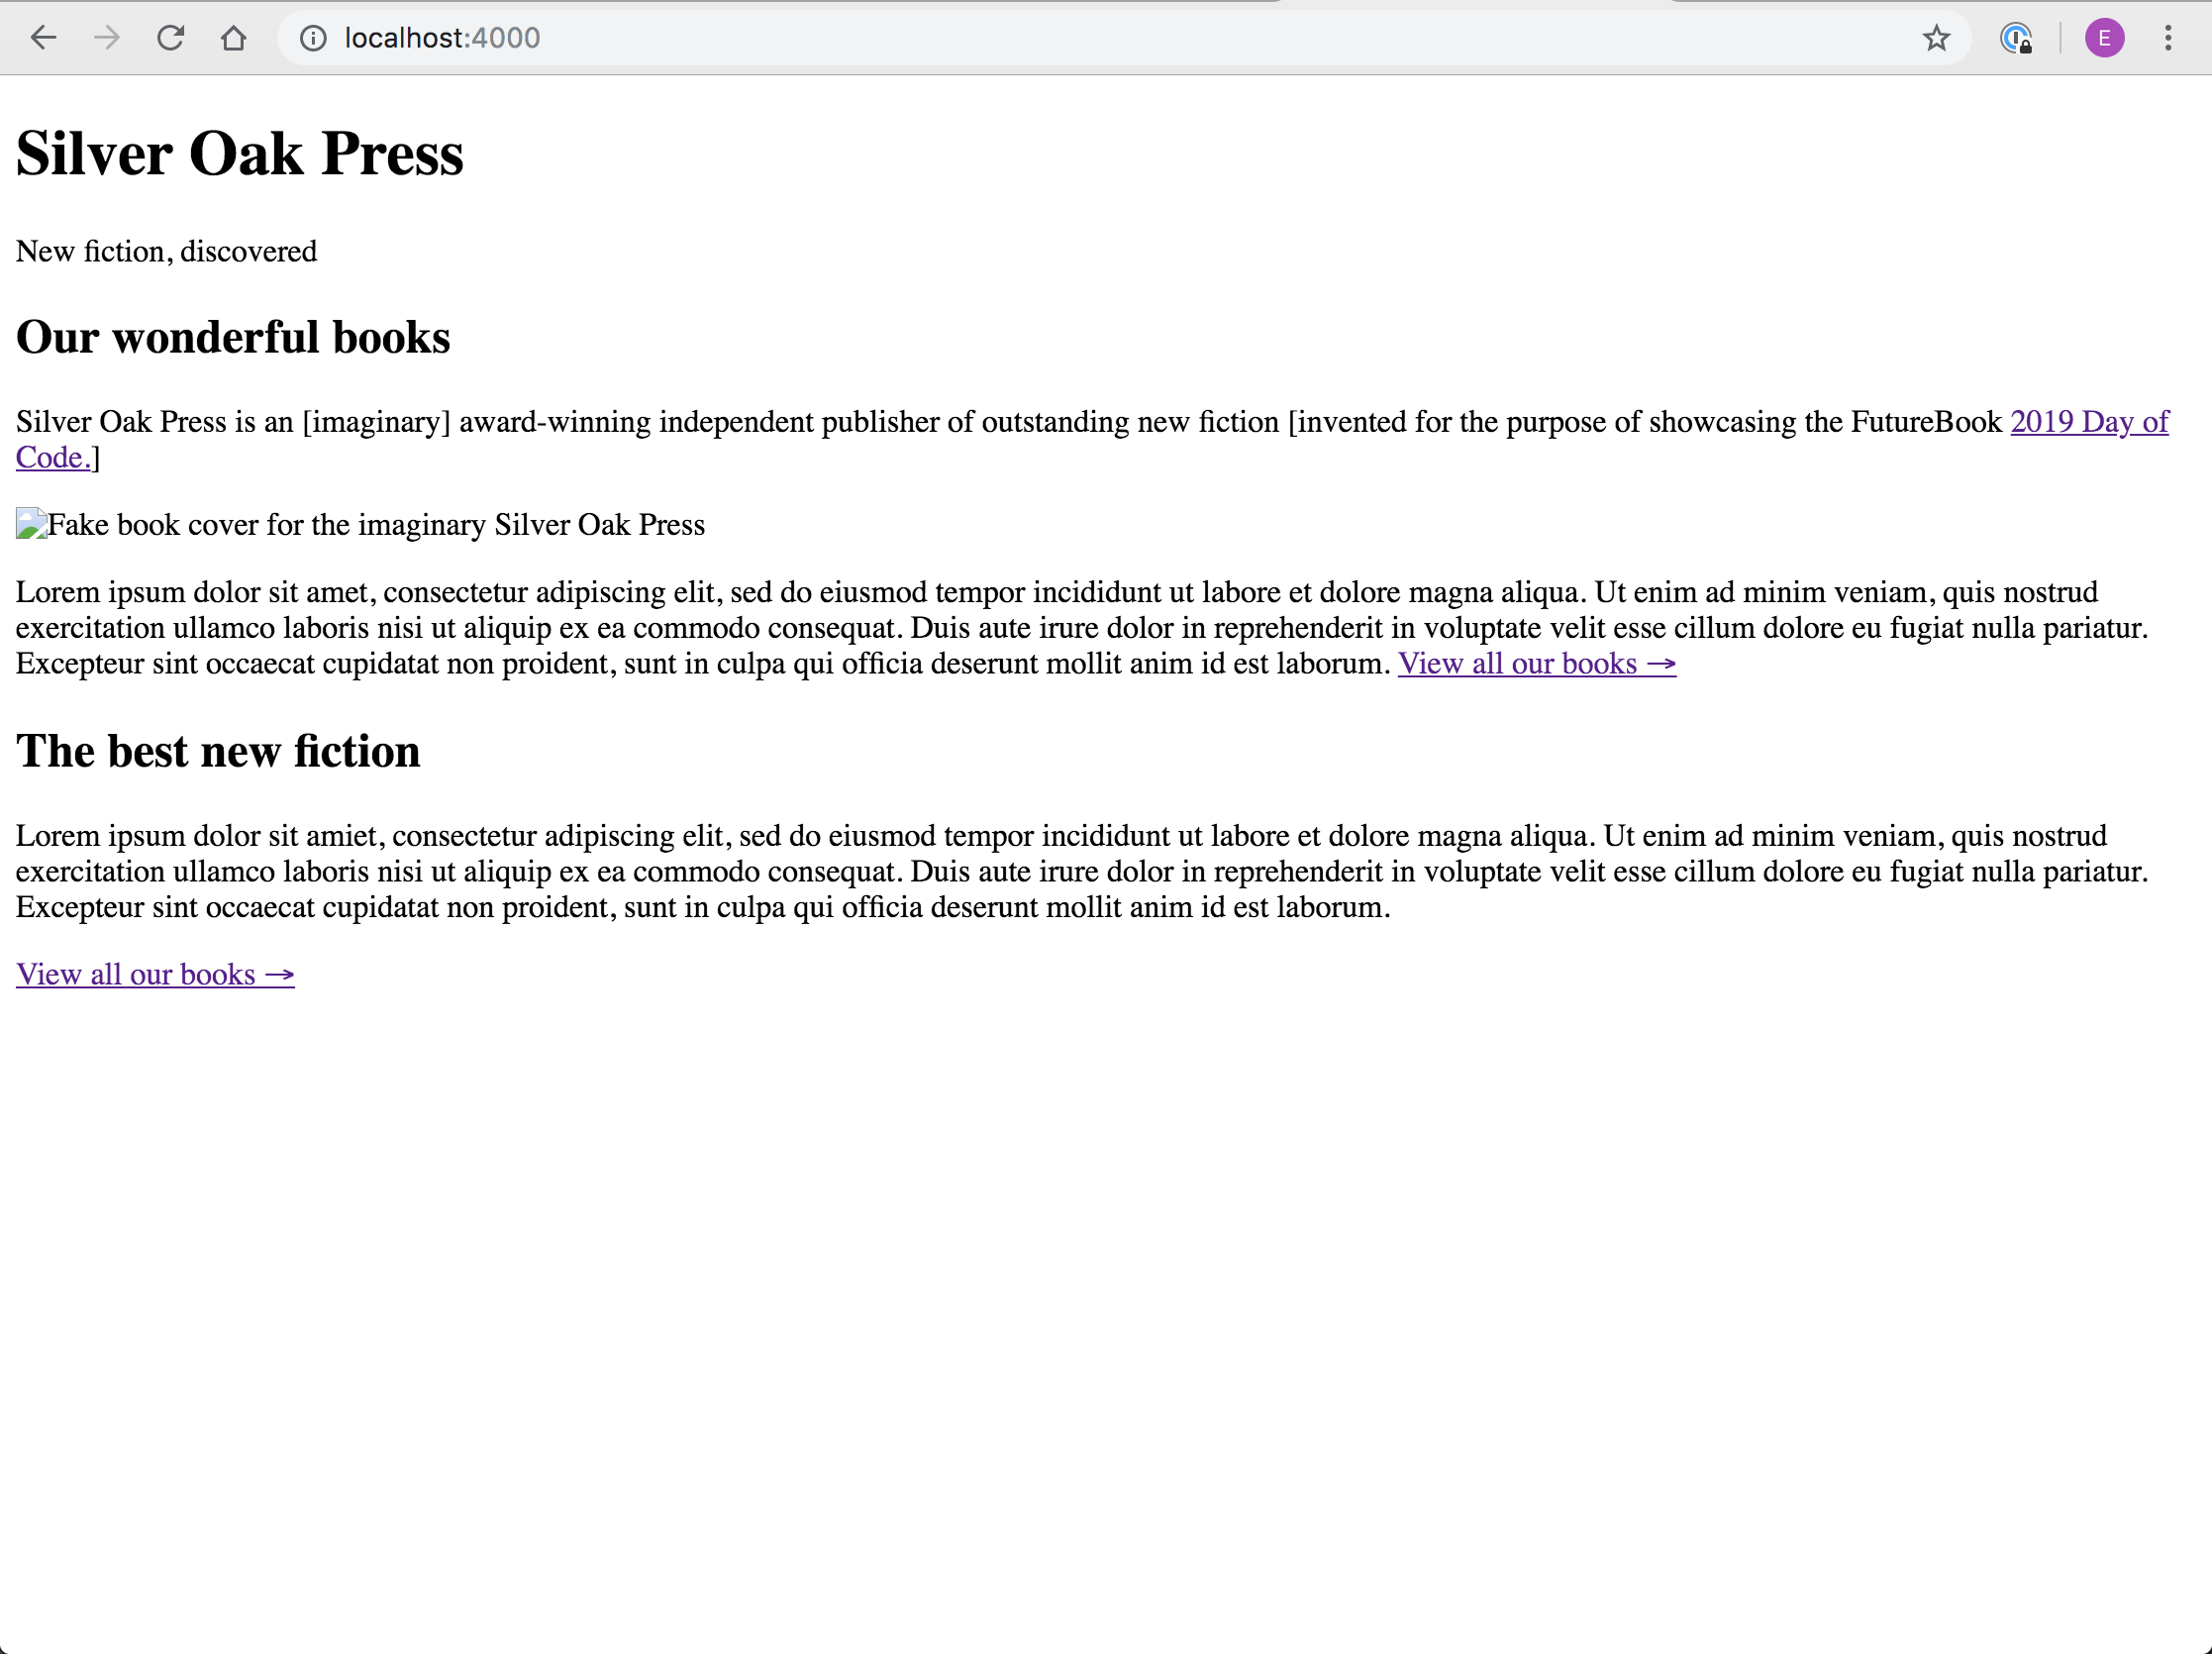 localhost:4000
E
Silver Oak Press
New fiction, discovered
Our wonderful books
Silver Oak Press is an [imaginary] award-winning independent publisher of outstanding new fiction [invented for the purpose of showcasing the FutureBook 2019 Day of
Code.]
Fake book cover for the imaginary Silver Oak Press
Lorem ipsum dolor sit amet, consectetur adipiscing elit, sed do eiusmod tempor incididunt ut labore et dolore magna aliqua. Ut enim ad minim veniam, quis nostrud
exercitation ullamco laboris nisi ut aliquip ex ea commodo consequat. Duis aute irure dolor in reprehenderit in voluptate velit esse cillum dolore eu fugiat nulla pariatur.
Excepteur sint occaecat cupidatat non proident, sunt in culpa qui officia deserunt mollit anim id est laborum. View all our books →
The best new fiction
Lorem ipsum dolor sit amiet, consectetur adipiscing elit, sed do eiusmod tempor incididunt ut labore et dolore magna aliqua. Ut enim ad minim veniam, quis nostrud
exercitation ullamco laboris nisi ut aliquip ex ea commodo consequat. Duis aute irure dolor in reprehenderit in voluptate velit esse cillum dolore eu fugiat nulla pariatur.
Excepteur sint occaecat cupidatat non proident, sunt in culpa qui officia deserunt mollit anim id est laborum.
View all our books →